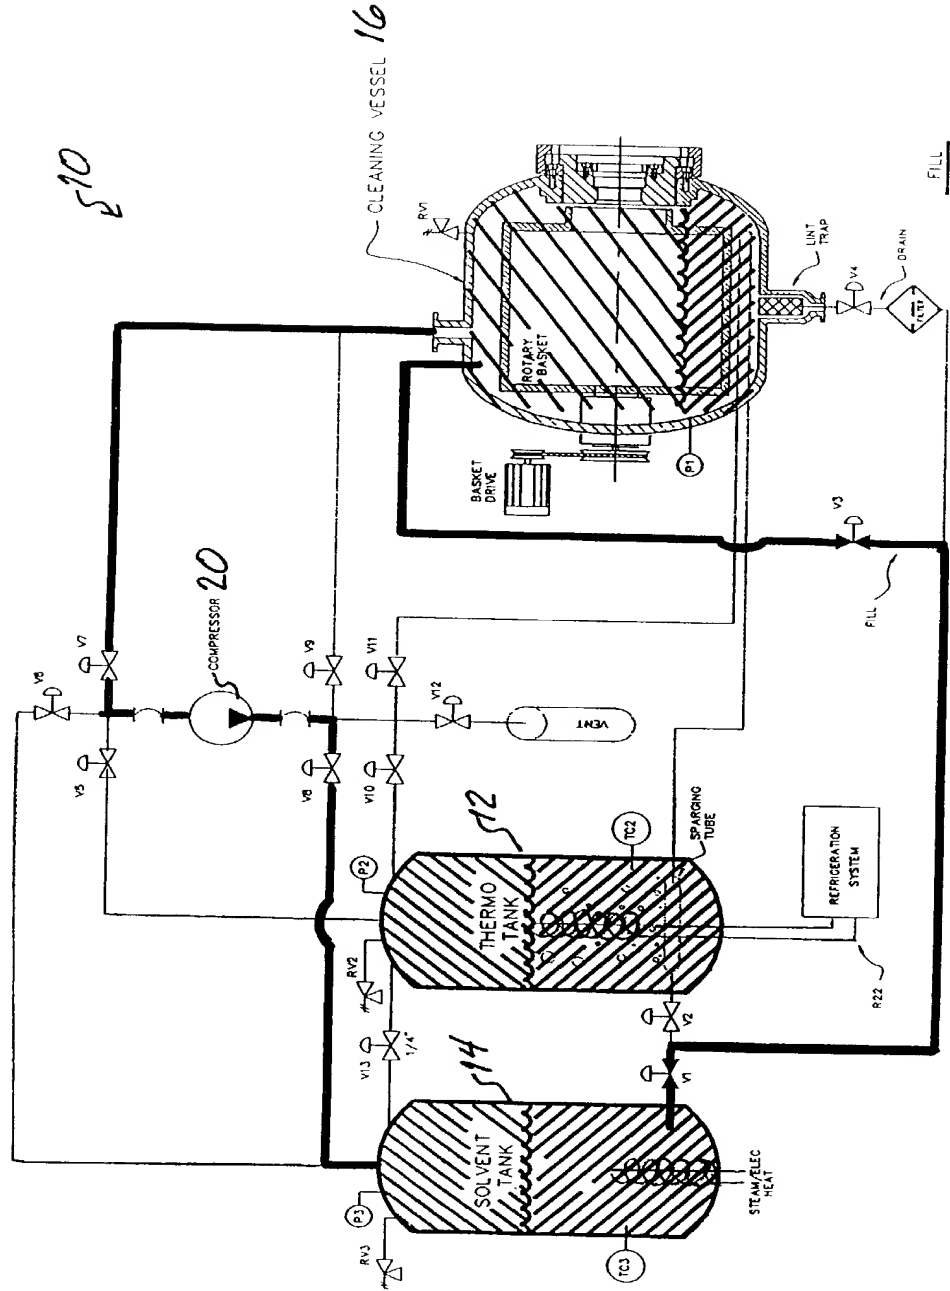 10
CLEANING VESSEL 16
RV1
ROTARY
BASKET
BASKET
DRIVE
P1
LINT
TRAP
V4
DRAIN
FILTER
FILL
V6
V7
V5
COMPRESSOR 20
V9
V8
V11
V10
V12
VENT
V3
FILL
12
P2
THERMO
TANK
TC2
SPARGING
TUBE
REFRIGERATION
SYSTEM
R22
RV2
V13
1/4"
V2
V1
14
SOLVENT
TANK
P3
RV3
TC3
STEAM/ELEC
HEAT